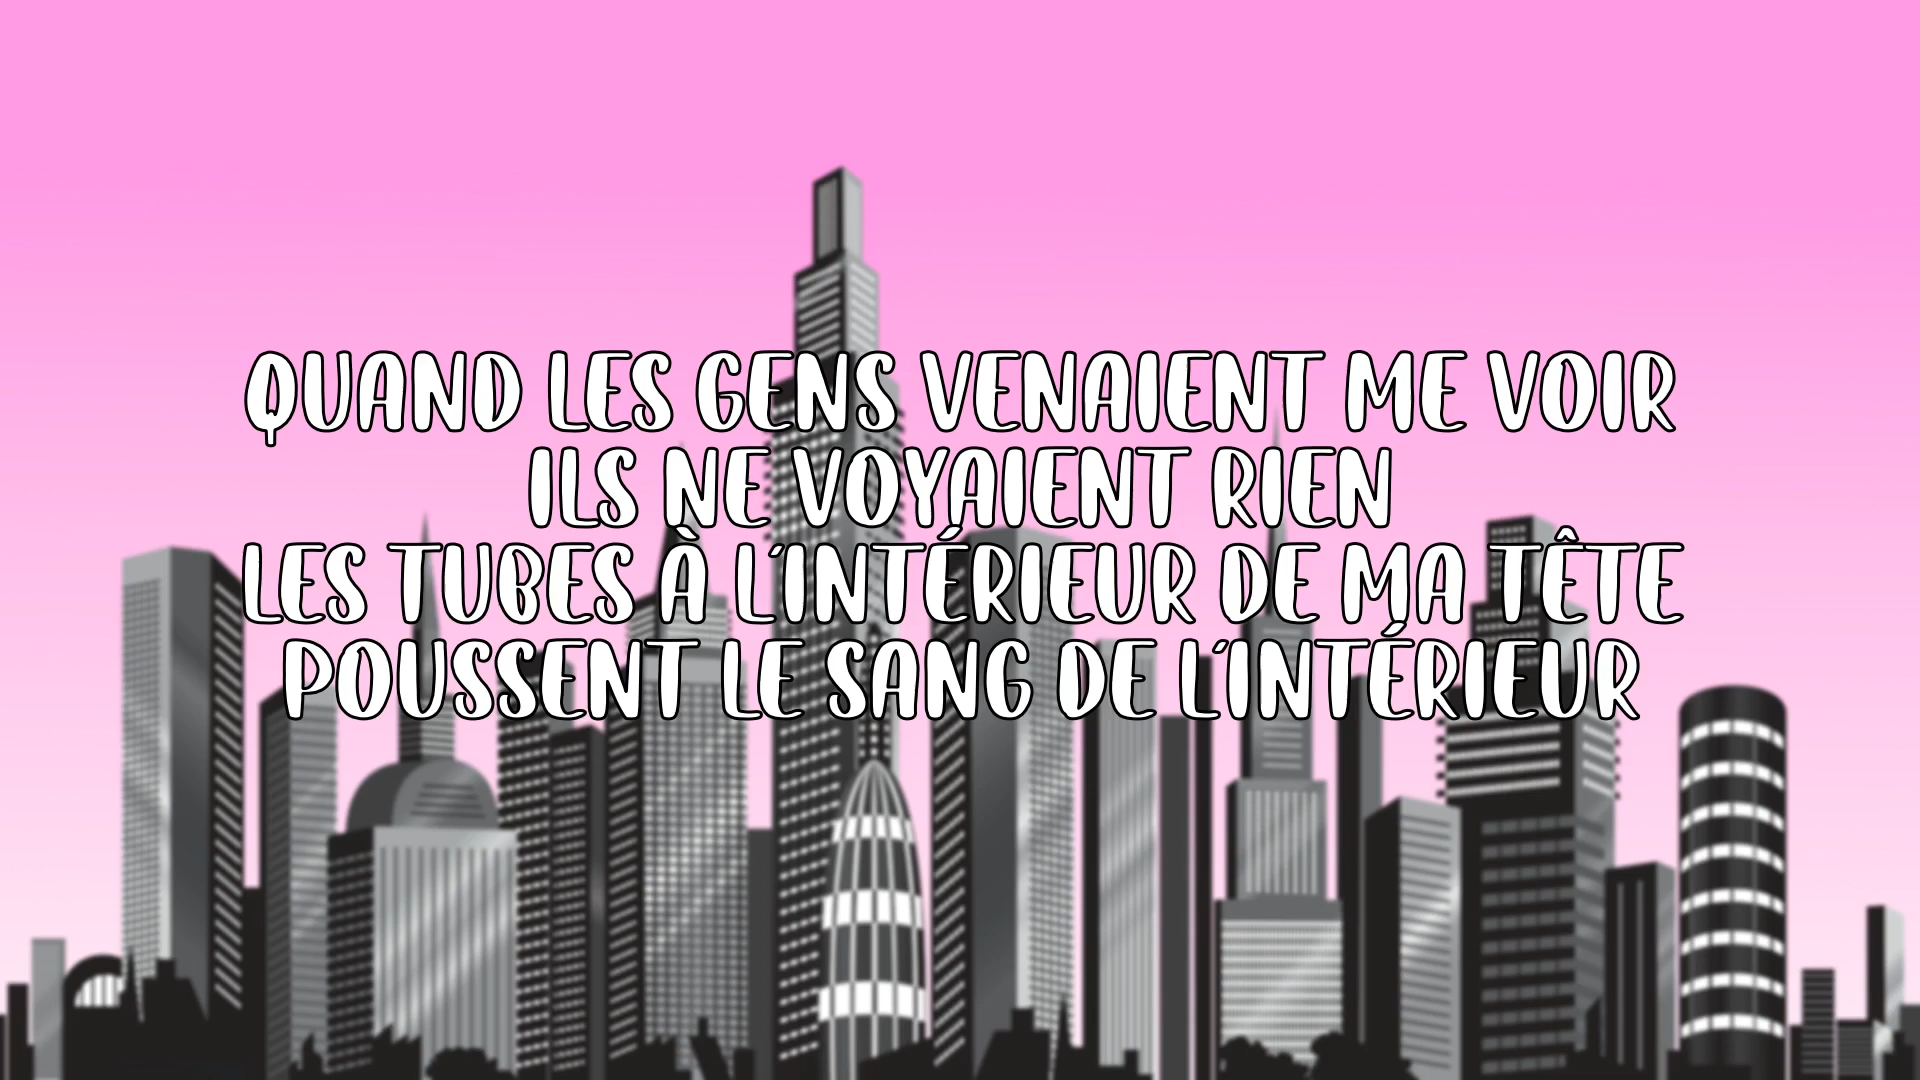 QUAND LES GENS VENAIENT ME VOIR
ILS NE VOYAIENT RIEN
LES TUBES À L'INTÉRIEUR DE MA TÊTE
POUSSENT LE SANG DE L'INTÉRIEUR